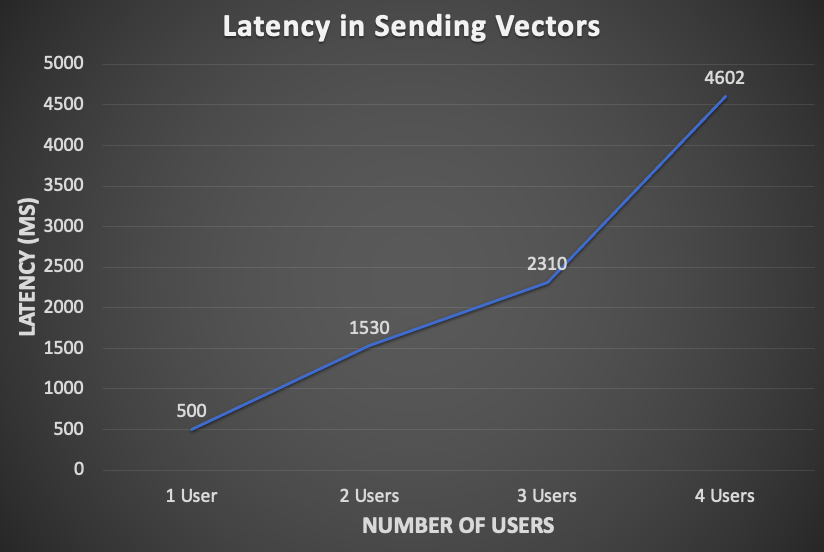 Latency in Sending Vectors
5000
4500
4000
3500
3000
2500
2000
1500
1000
500
0
LATENCY (MS)
500
1530
2310
4602
1 User
2 Users
3 Users
4 Users
NUMBER OF USERS